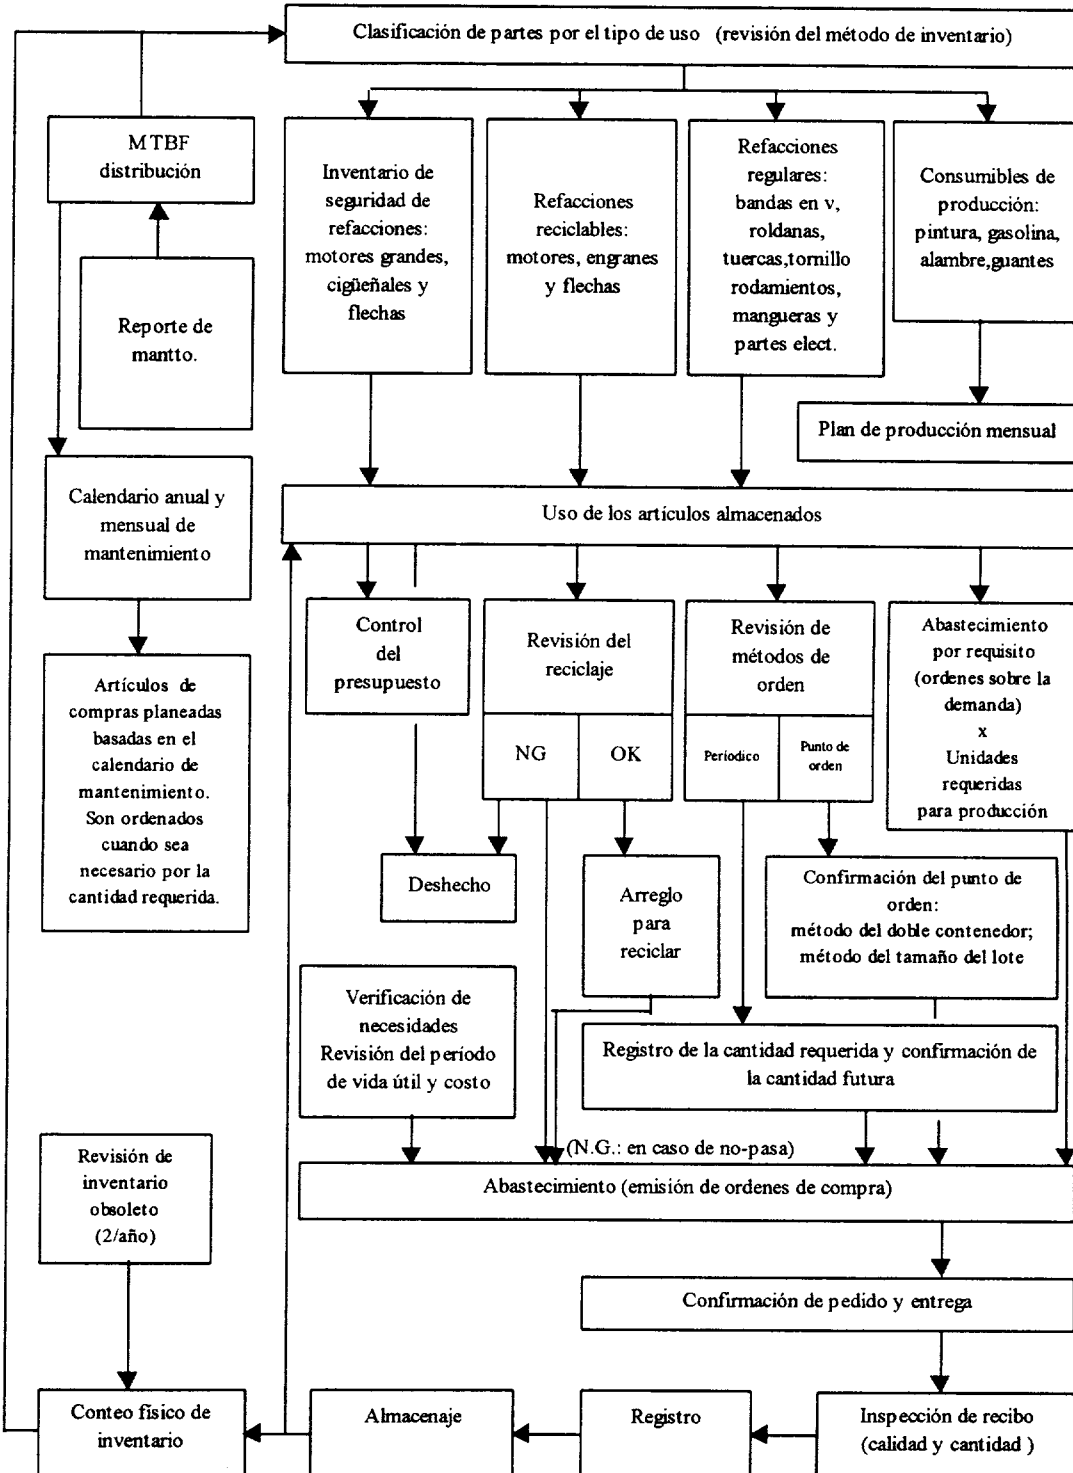 Clasificación de partes por el tipo de uso (revisión del método de inventario)
MTBF
distribución
Inventario de
seguridad de
refacciones:
motores grandes,
cigüeñales y
flechas
Refacciones
reciclables:
motores, engranes
y flechas
Refacciones
regulares:
bandas en v,
roldanas,
tuercas,tornillo
rodamientos,
mangueras y
partes elect.
Consumibles de
producción:
pintura, gasolina,
alambre,guantes
Reporte de
mantto.
Plan de producción mensual
Calendario anual y
mensual de
mantenimiento
Uso de los artículos almacenados
Control
del
presupuesto
Revisión del
reciclaje
NG
OK
Revisión de
métodos de
orden
Períodico
Punto de
orden
Abastecimiento
por requisito
(ordenes sobre la
demanda)
x
Unidades
requeridas
para producción
Artículos de
compras planeadas
basadas en el
calendario de
mantenimiento.
Son ordenados
cuando sea
necesario por la
cantidad requerida.
Deshecho
Arreglo
para
reciclar
Confirmación del punto de
orden:
método del doble contenedor;
método del tamaño del lote
Verificación de
necesidades
Revisión del período
de vida útil y costo
Registro de la cantidad requerida y confirmación de
la cantidad futura
(N.G.: en caso de no-pasa)
Abastecimiento (emisión de ordenes de compra)
Revisión de
inventario
obsoleto
(2/año)
Confirmación de pedido y entrega
Conteo físico de
inventario
Almacenaje
Registro
Inspección de recibo
(calidad y cantidad )